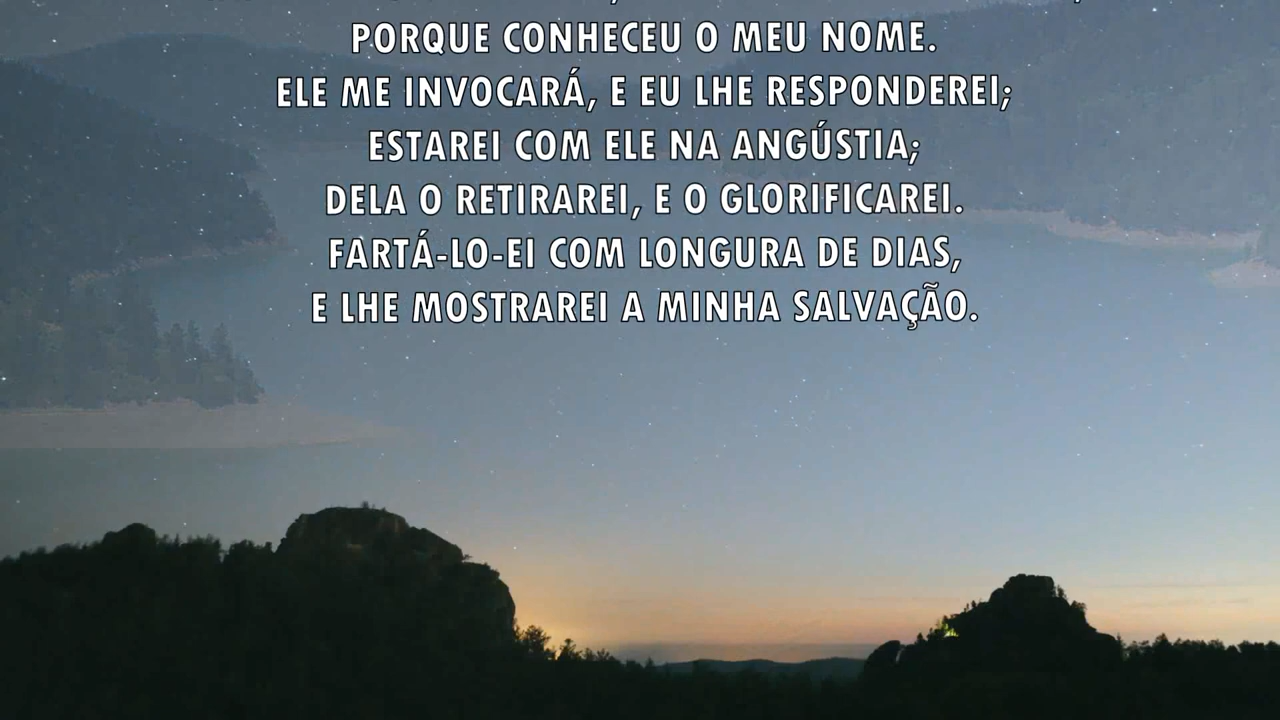 PORQUE CONHECEU O MEU NOME.
ELE ME INVOCARÁ, E EU LHE RESPONDEREI;
ESTAREI COM ELE NA ANGÚSTIA;
DELA O RETIRAREI, E O GLORIFICAREI.
FARTÁ-LO-EI COM LONGURA DE DIAS,
E LHE MOSTRAREI A MINHA SALVAÇÃO.